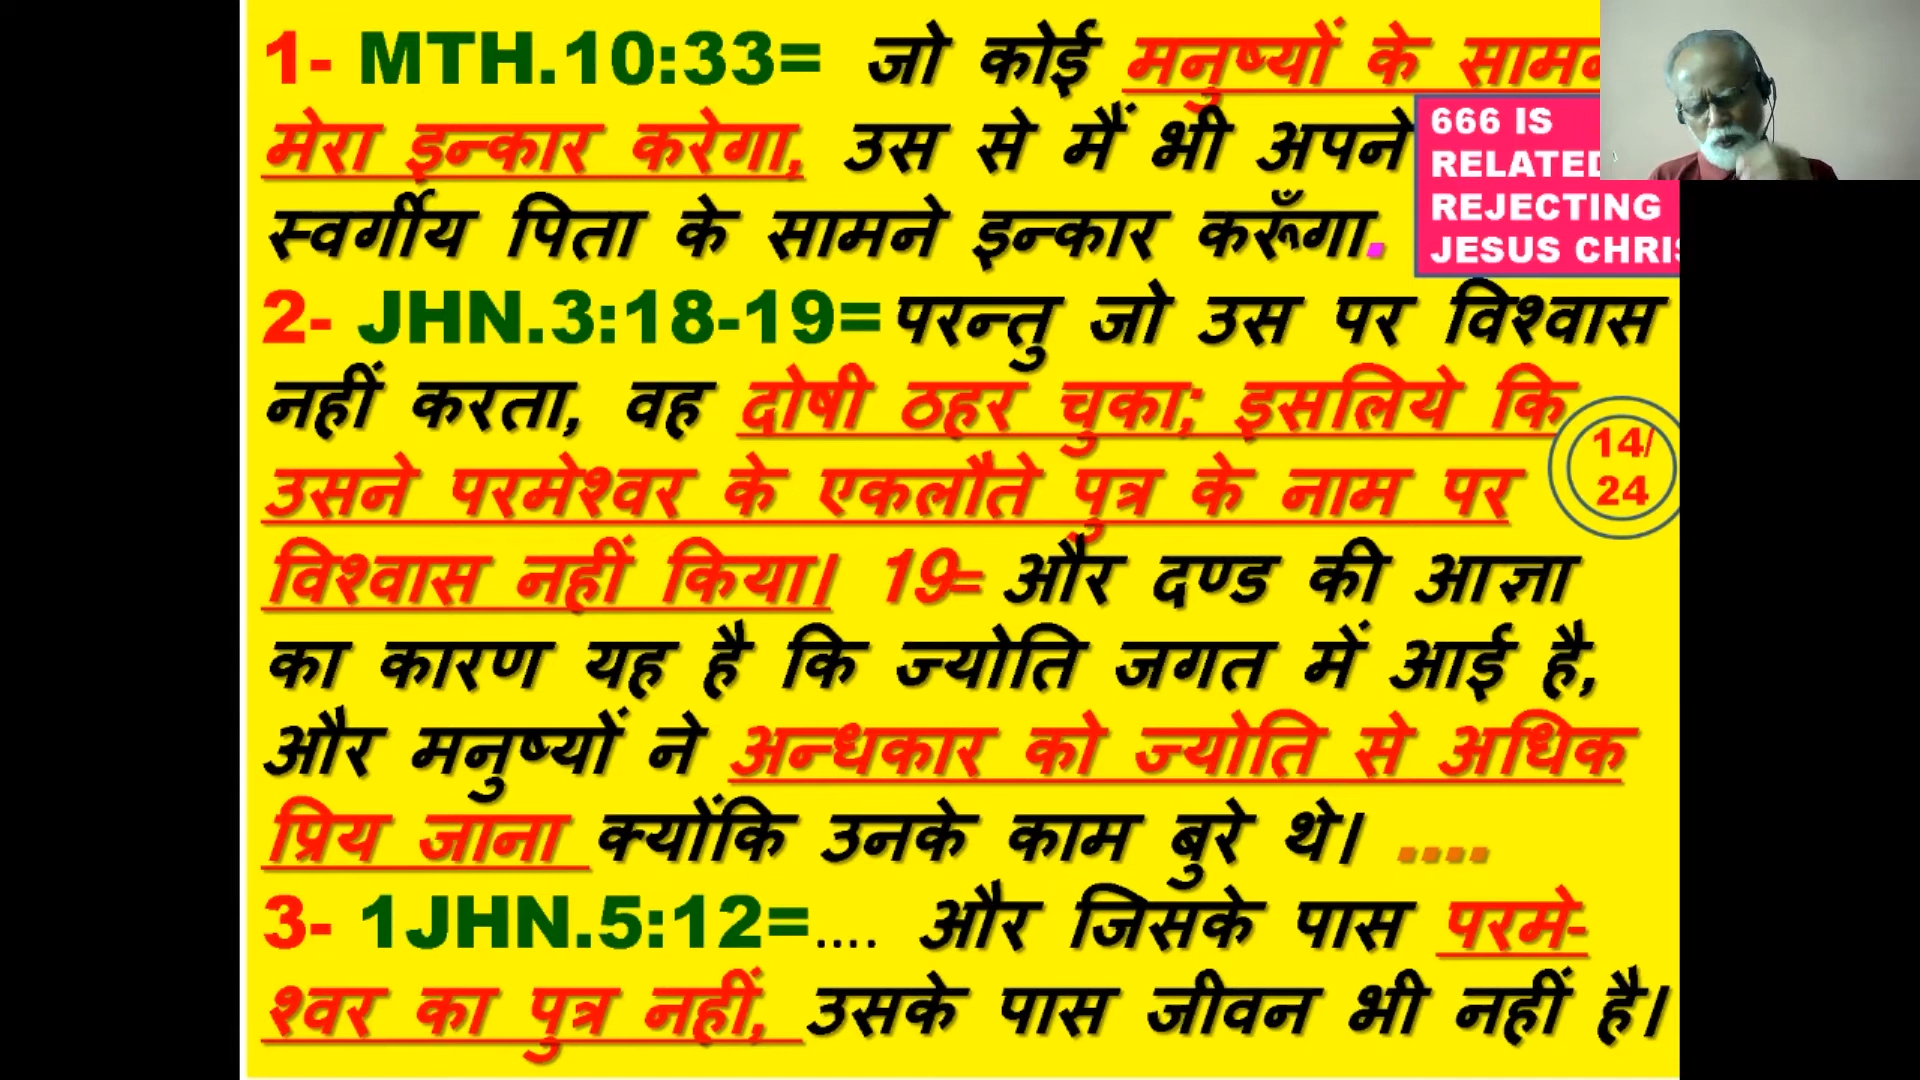 1- MTH.10:33= जो कोई मनुष्यों के
मेरा इन्कार करेगा, उस से मैं भी अपने
स्वर्गीय पिता के सामने इन्कार करूँगा.
666 IS
RELATED
REJECTING
JESUS
2- JHN.3:18-19=परन्तु जो उस पर विश्वास
नहीं करता, वह दोषी ठहर चुका; इसलिये कि
उसने परमेश्वर के एकलौते पुत्र के नाम पर
14/
24
विश्वास नहीं किया। 19= और दण्ड की आज्ञा
का कारण यह है कि ज्योति जगत में आई है,
और मनुष्यों ने अन्धकार को ज्योति से अधिक
प्रिय जाना क्योंकि उनके काम बुरे थे। ....
3- 1JHN.5:12=.... और जिसके पास परमे-
श्वर का पुत्र नहीं, उसके पास जीवन भी नहीं है।